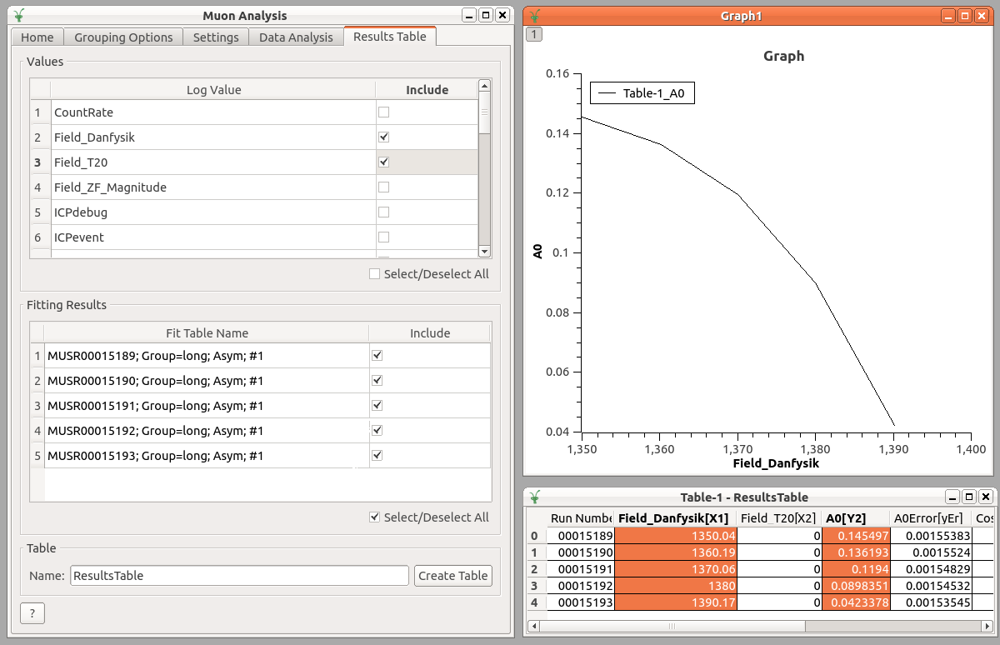 Muon Analysis
Home Grouping Options Settings Data Analysis Results Table
Values
Log Value Include
1 CountRate
2 Field_Danfysik
3 Field_T20
4 Field_ZF_Magnitude
5 ICPdebug
6 ICPevent
Select/Deselect All
Fitting Results
Fit Table Name Include
1 MUSR00015189; Group=long; Asym; #1
2 MUSR00015190; Group=long; Asym; #1
3 MUSR00015191; Group=long; Asym; #1
4 MUSR00015192; Group=long; Asym; #1
5 MUSR00015193; Group=long; Asym; #1
Select/Deselect All
Table
Name: ResultsTable Create Table
?
Graph1
1
Graph
Table-1_A0
0.16
0.14
0.12
0.1
0.08
0.06
0.04
A0
1,350 1,360 1,370 1,380 1,390 1,400
Field_Danfysik
Table-1 - ResultsTable
Run Numbe Field_Danfysik[X1] Field_T20[X2] A0[Y2] A0Error[yEr] Cos
0 00015189 1350.04 0 0.145497 0.00155383
1 00015190 1360.19 0 0.136193 0.0015524
2 00015191 1370.06 0 0.1194 0.00154829
3 00015192 1380 0 0.0898351 0.00154532
4 00015193 1390.17 0 0.0423378 0.00153545